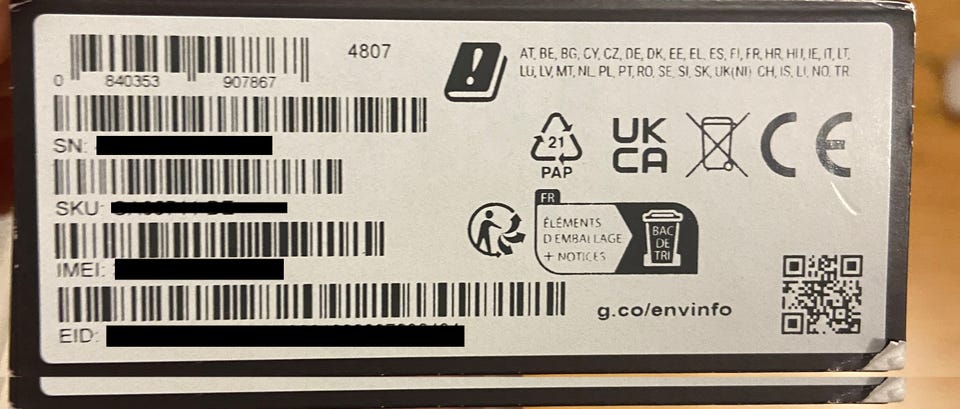 4807
0 840353 907867
SN:
SKU:
IMEI:
EID:
AT, BE, BG, CY, CZ, DE, DK, EE, EL, ES, FI, FR, HR, HU, IE, IT, LT,
LU, LV, MT, NL, PL, PT, RO, SE, SI, SK, UK(NI) CH, IS, LI, NO, TR.
21
PAP
UK
CA
CE
FR
ÉLÉMENTS
D'EMBALLAGE
+ NOTICES
BAC
DE
TRI
g.co/envinfo